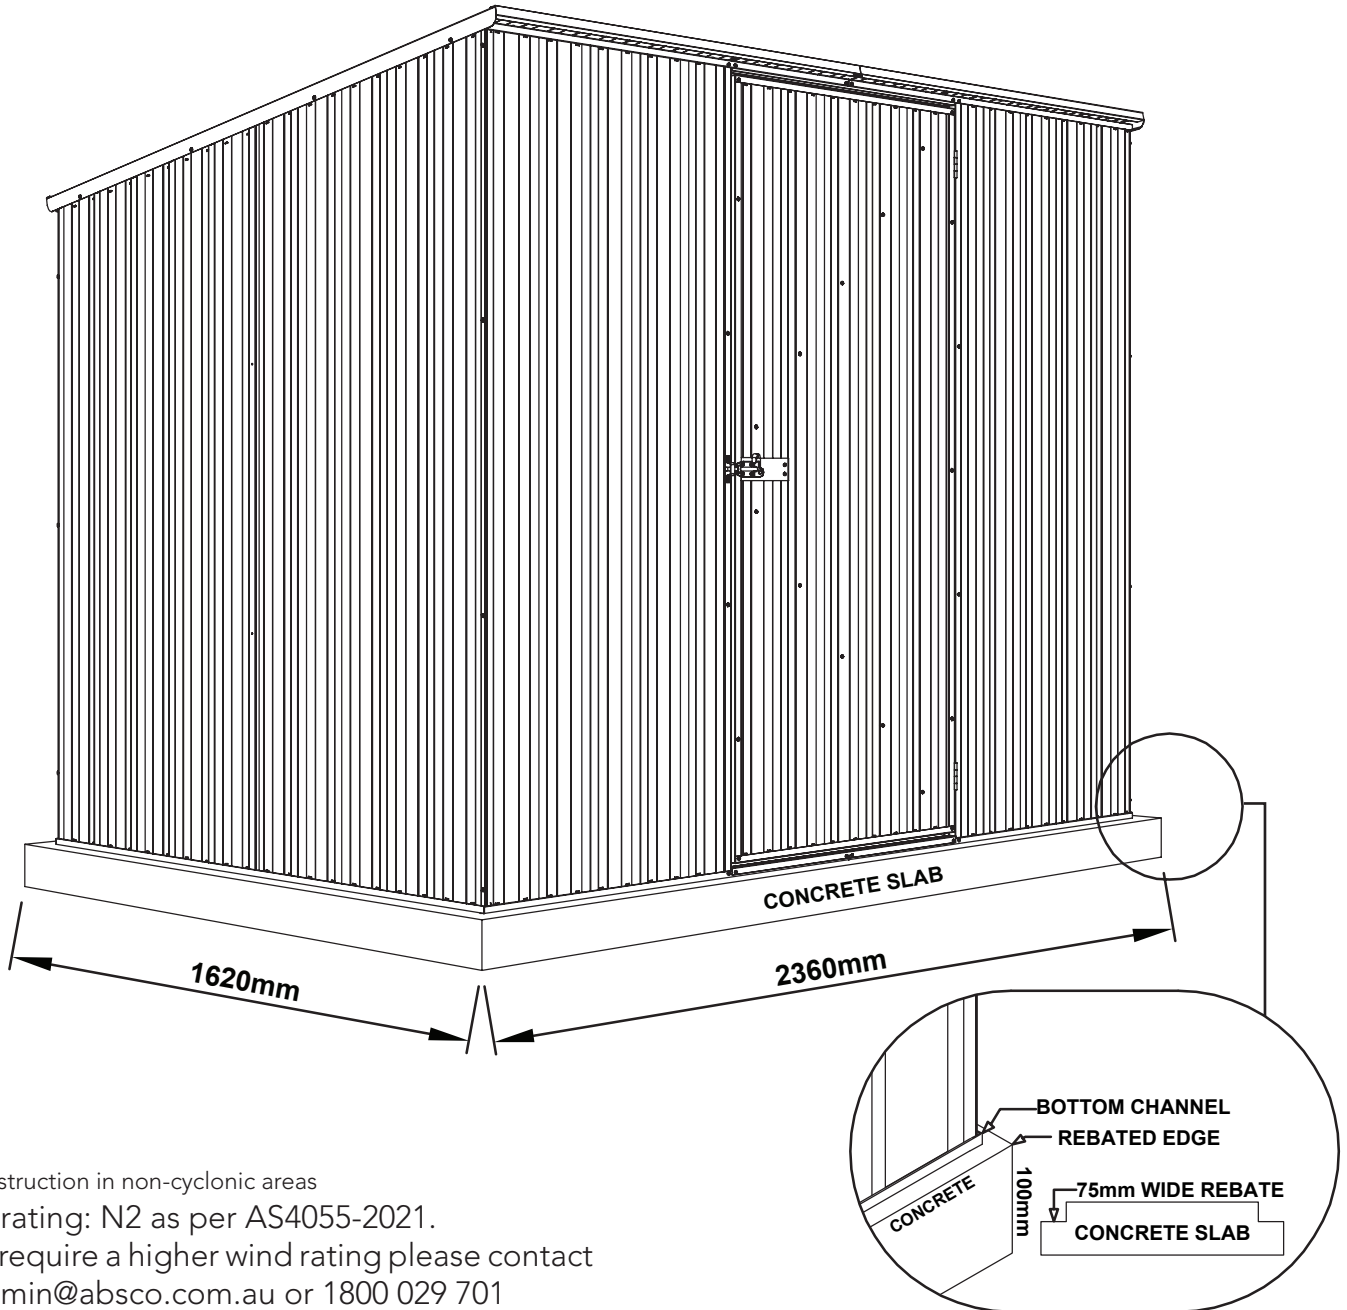 CONCRETE SLAB
1620mm
2360mm
BOTTOM CHANNEL
REBATED EDGE
CONCRETE
100mm
75mm WIDE REBATE
CONCRETE SLAB
struction in non-cyclonic areas
rating: N2 as per AS4055-2021.
require a higher wind rating please contact
min@absco.com.au or 1800 029 701